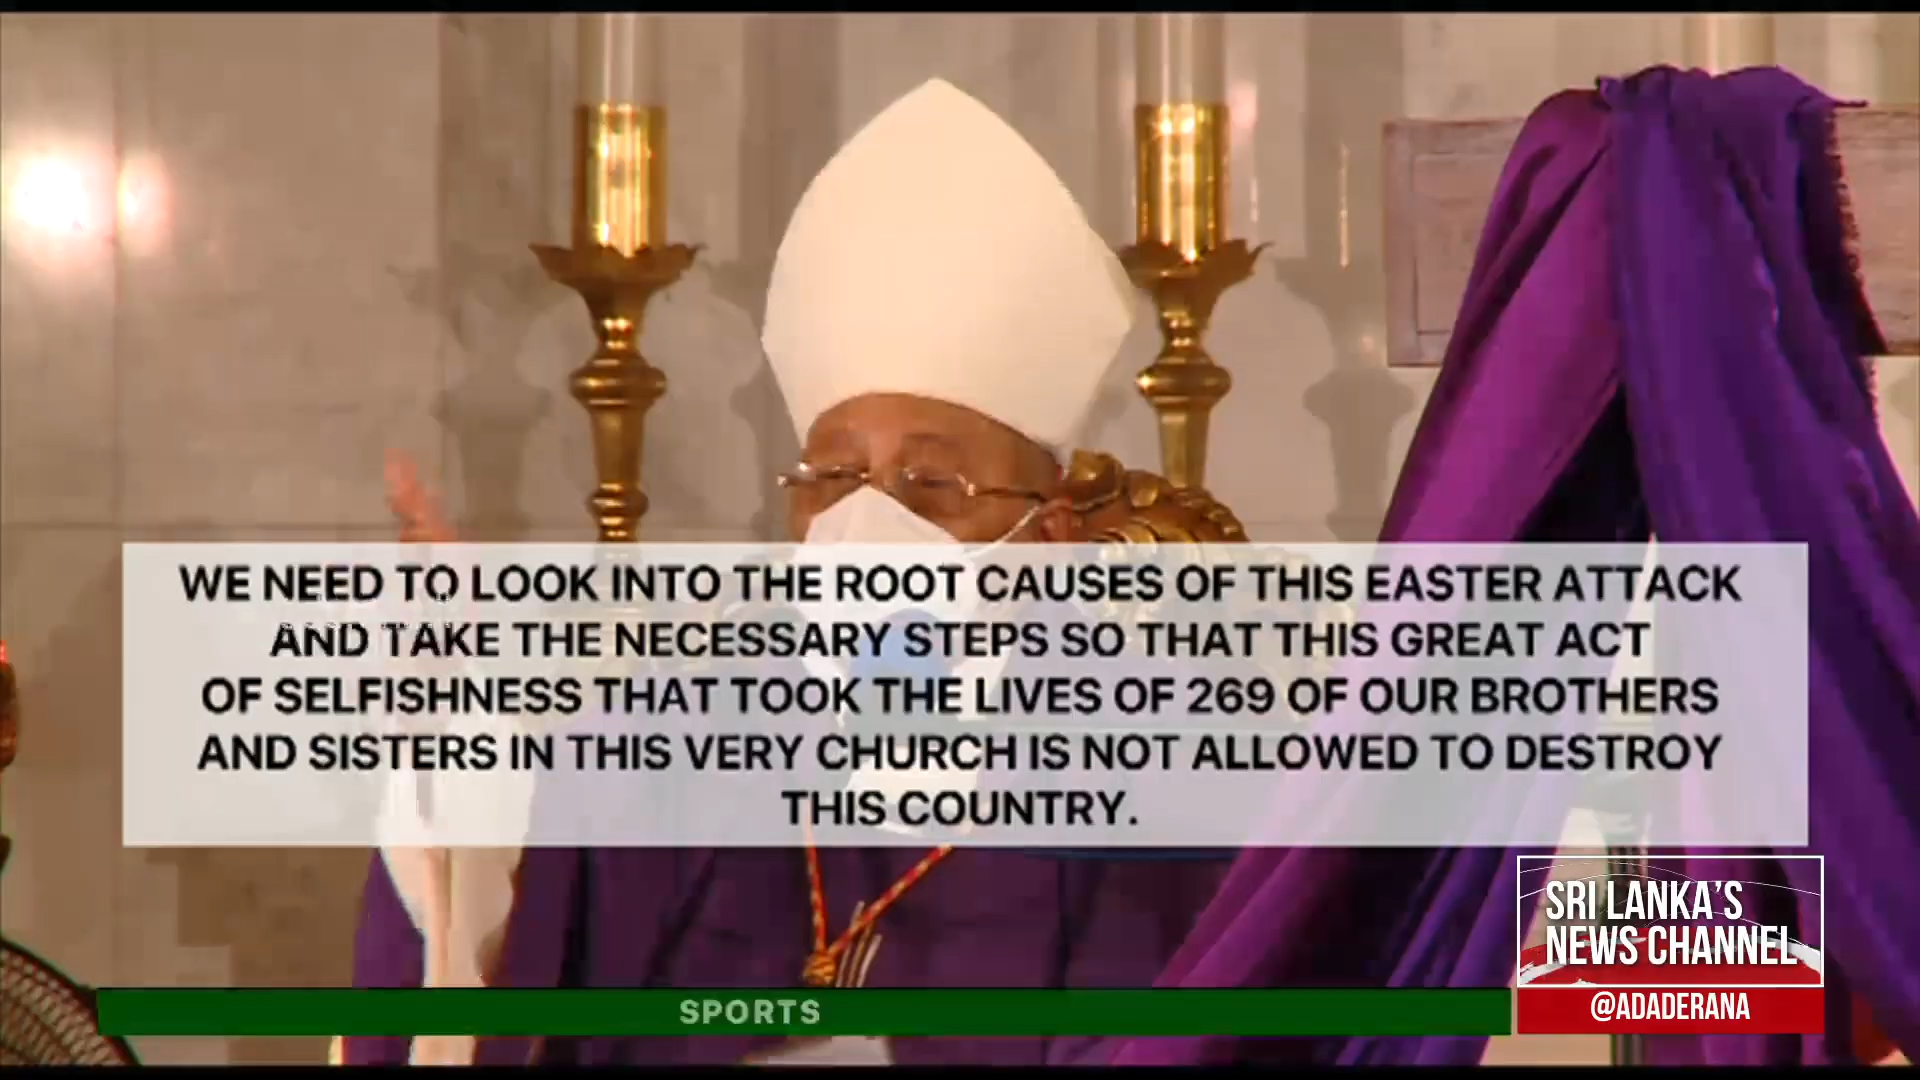 WE NEED TO LOOK INTO THE ROOT CAUSES OF THIS EASTER ATTACK
AND TAKE THE NECESSARY STEPS SO THAT THIS GREAT ACT
OF SELFISHNESS THAT TOOK THE LIVES OF 269 OF OUR BROTHERS
AND SISTERS IN THIS VERY CHURCH IS NOT ALLOWED TO DESTROY
THIS COUNTRY.
SRI LANKA'S
NEWS CHANNEL
@ADADERANA
SPORTS